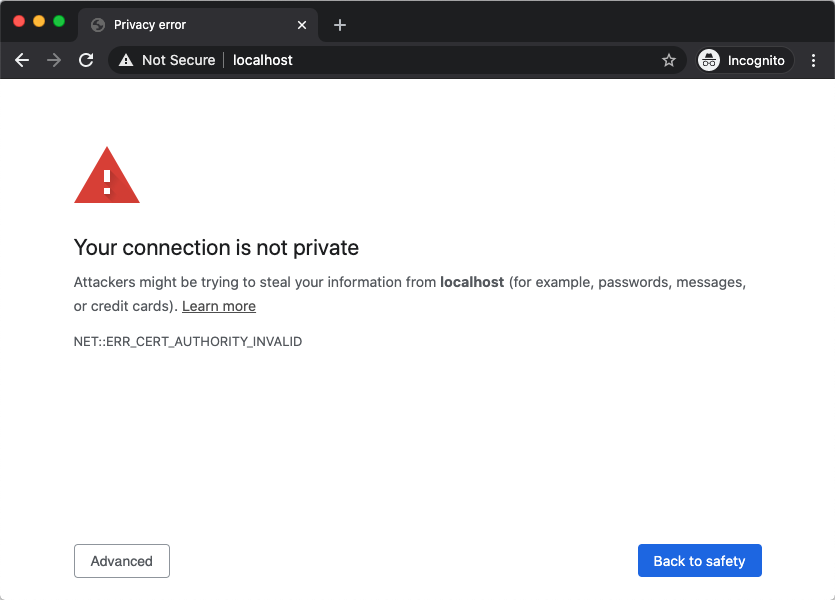 Privacy error
Not Secure localhost Incognito
Your connection is not private
Attackers might be trying to steal your information from localhost (for example, passwords, messages,
or credit cards). Learn more
NET::ERR_CERT_AUTHORITY_INVALID
Advanced Back to safety